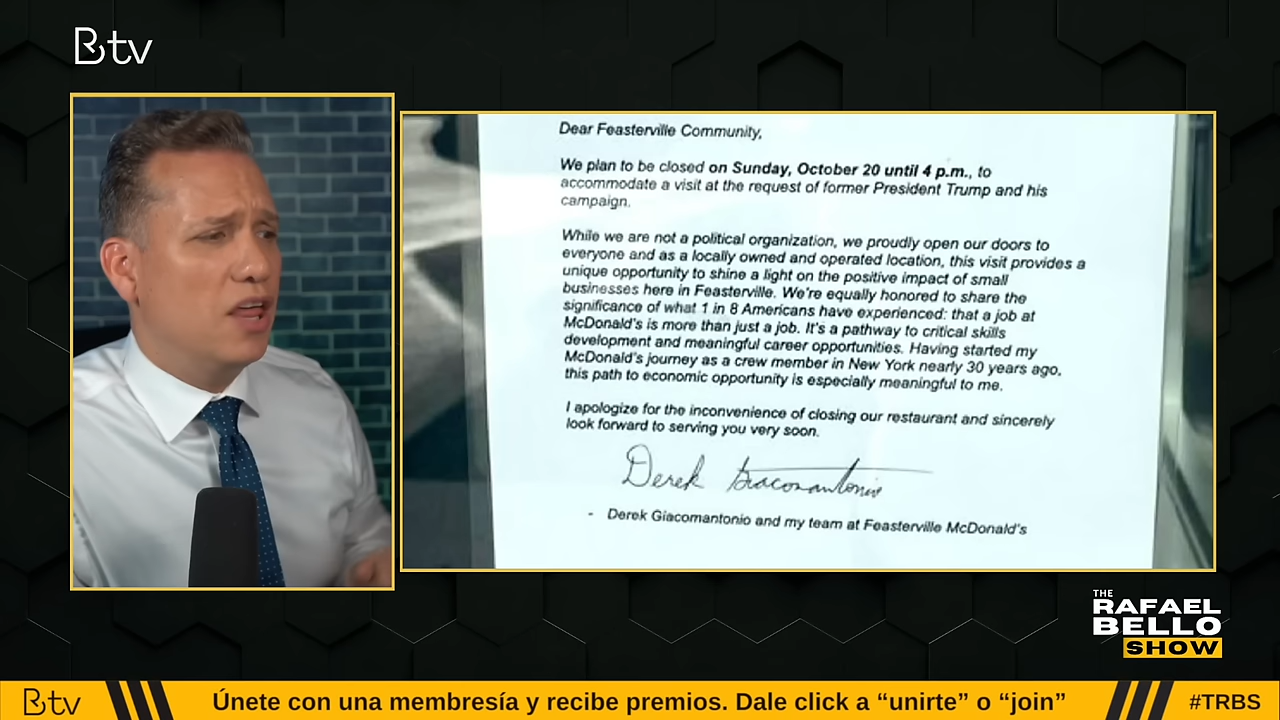 Btv
Dear Feasterville Community,
We plan to be closed on Sunday, October 20 until 4 p.m., to
accommodate a visit at the request of former President Trump and his
campaign.
While we are not a political organization, we proudly open our doors to
everyone and as a locally owned and operated location, this visit provides a
unique opportunity to shine a light on the positive impact of small
businesses here in Feasterville. We're equally honored to share the
significance of what 1 in 8 Americans have experienced: that a job at
McDonald's is more than just a job. It's a pathway to critical skills
development and meaningful career opportunities. Having started my
McDonald's journey as a crew member in New York nearly 30 years ago,
this path to economic opportunity is especially meaningful to me.
I apologize for the inconvenience of closing our restaurant and sincerely
look forward to serving you very soon.
Derek Giacomantonio
- Derek Giacomantonio and my team at Feasterville McDonald's
THE
RAFAEL
BELLO
SHOW
Btv
Únete con una membresía y recibe premios. Dale click a “unirte” o “join”
#TRBS